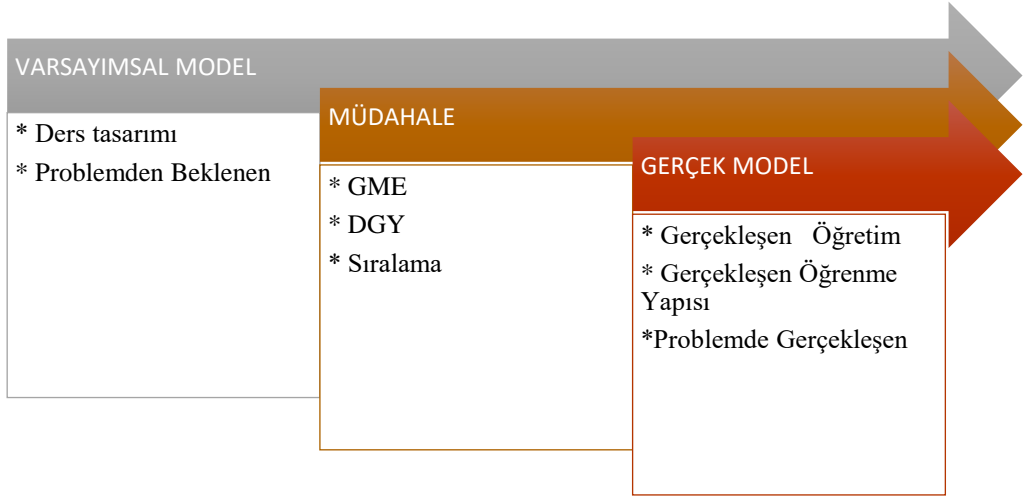 VARSAYIMSAL MODEL
* Ders tasarımı
* Problemden Beklenen
MÜDAHALE
* GME
* DGY
* Sıralama
GERÇEK MODEL
* Gerçekleşen Öğretim
* Gerçekleşen Öğrenme
Yapısı
*Problemde Gerçekleşen